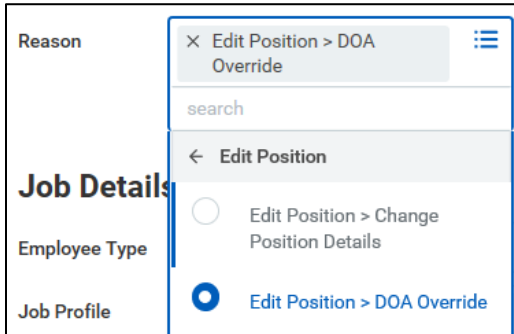 Reason
× Edit Position > DOA
Override
search
← Edit Position
Job Details
Edit Position > Change
Position Details
Employee Type
Edit Position > DOA Override
Job Profile